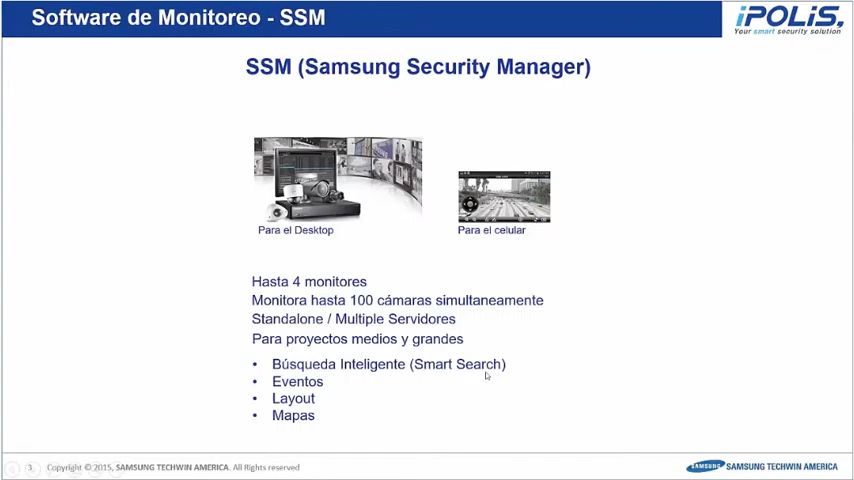 Software de Monitoreo - SSM
iPOLiS,
Your smart security solution
SSM (Samsung Security Manager)
Para el Desktop
Para el celular
Hasta 4 monitores
Monitora hasta 100 cámaras simultaneamente
Standalone / Multiple Servidores
Para proyectos medios y grandes
• Búsqueda Inteligente (Smart Search)
• Eventos
• Layout
• Mapas
3 Copyright © 2015, SAMSUNG TECHWIN AMERICA. All Rights reserved
SAMSUNG SAMSUNG TECHWIN AMERICA